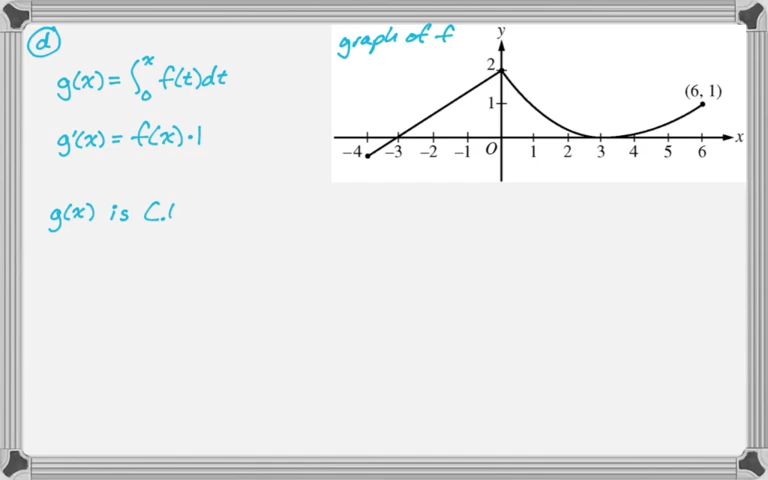 d
graph of f
g(x) = ∫₀ˣ f(t)dt
g'(x) = f(x)·1
g(x) is C.
y
2
1
(6, 1)
−4 −3 −2 −1 O 1 2 3 4 5 6 x